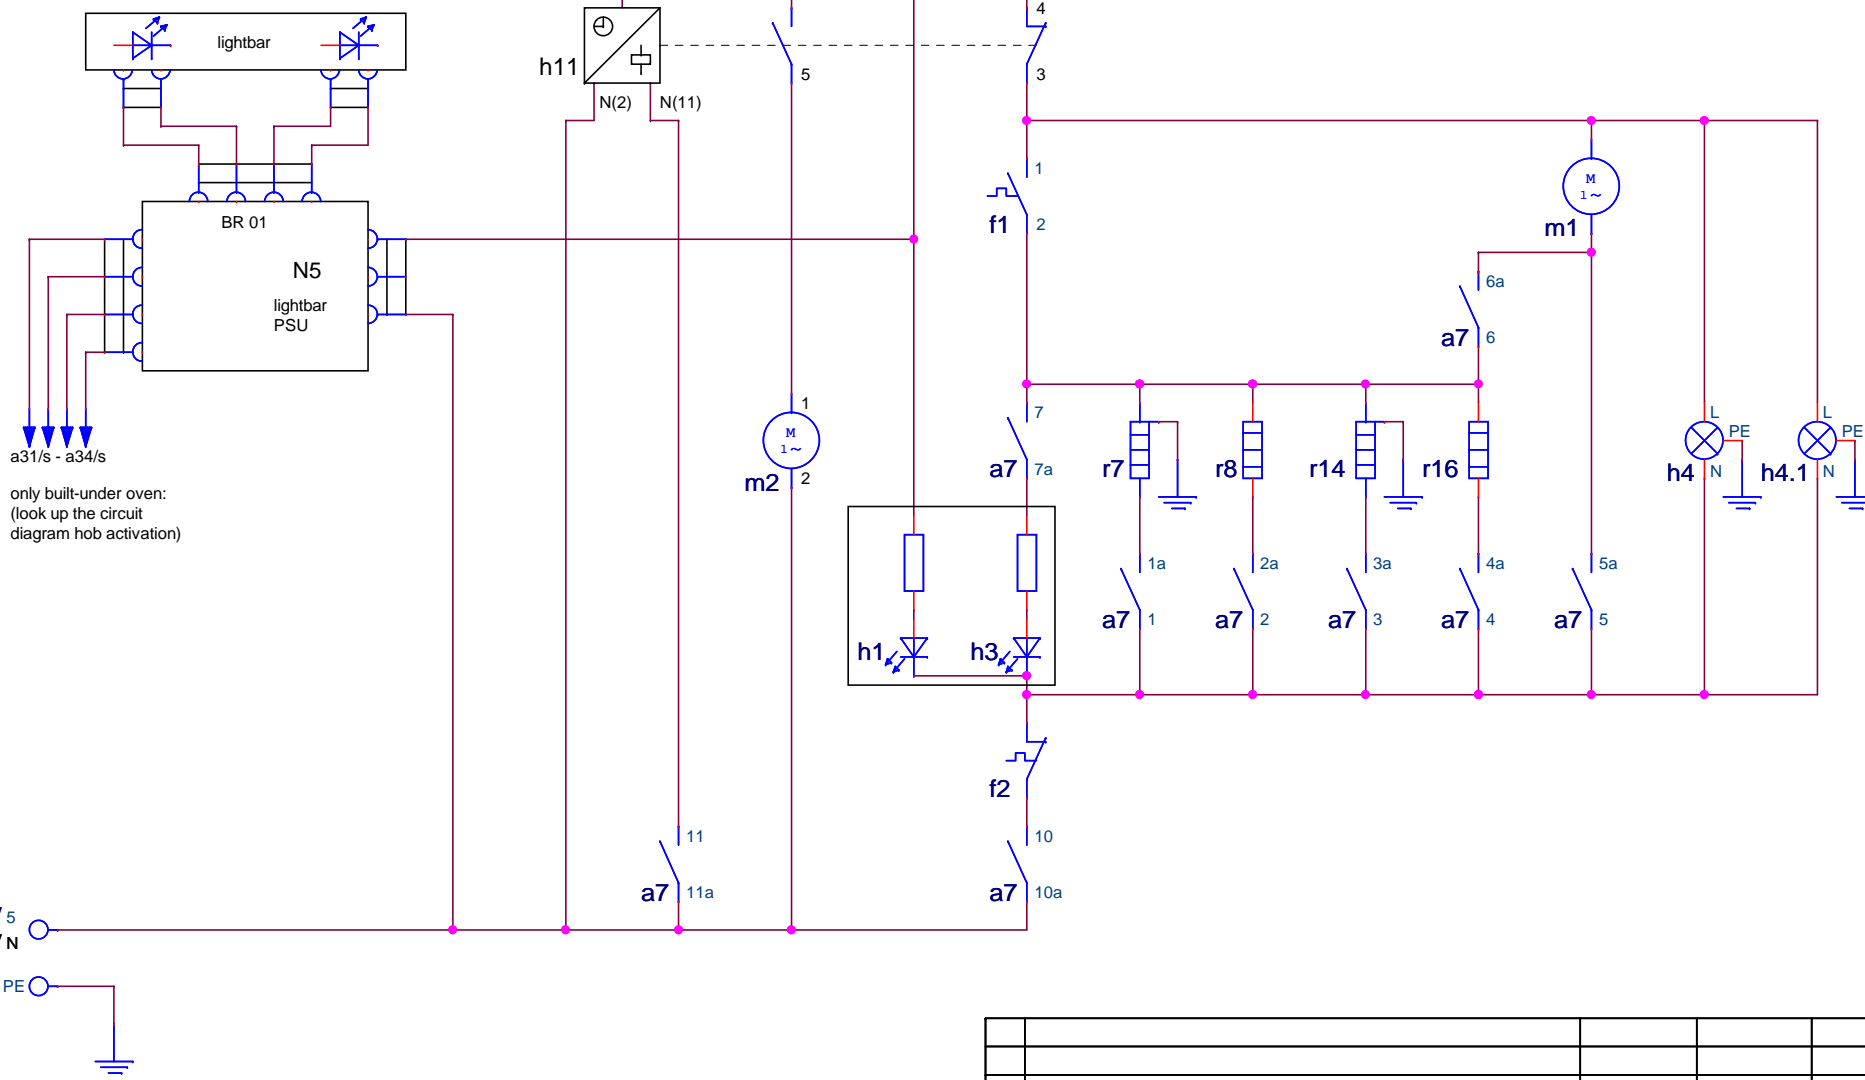 4
lightbar
h11
5
3
N(2)
N(11)
1
f1
2
M
1~
m1
BR 01
N5
lightbar
PSU
6a
a7
6
a31/s - a34/s
only built-under oven:
(look up the circuit
diagram hob activation)
1
M
1~
m2
2
7
a7
7a
r7
r8
r14
r16
L
PE
h4
N
L
PE
h4.1
N
1a
a7
1
2a
a7
2
3a
a7
3
4a
a7
4
5a
a7
5
h1
h3
f2
11
a7
11a
10
a7
10a
5
N
PE